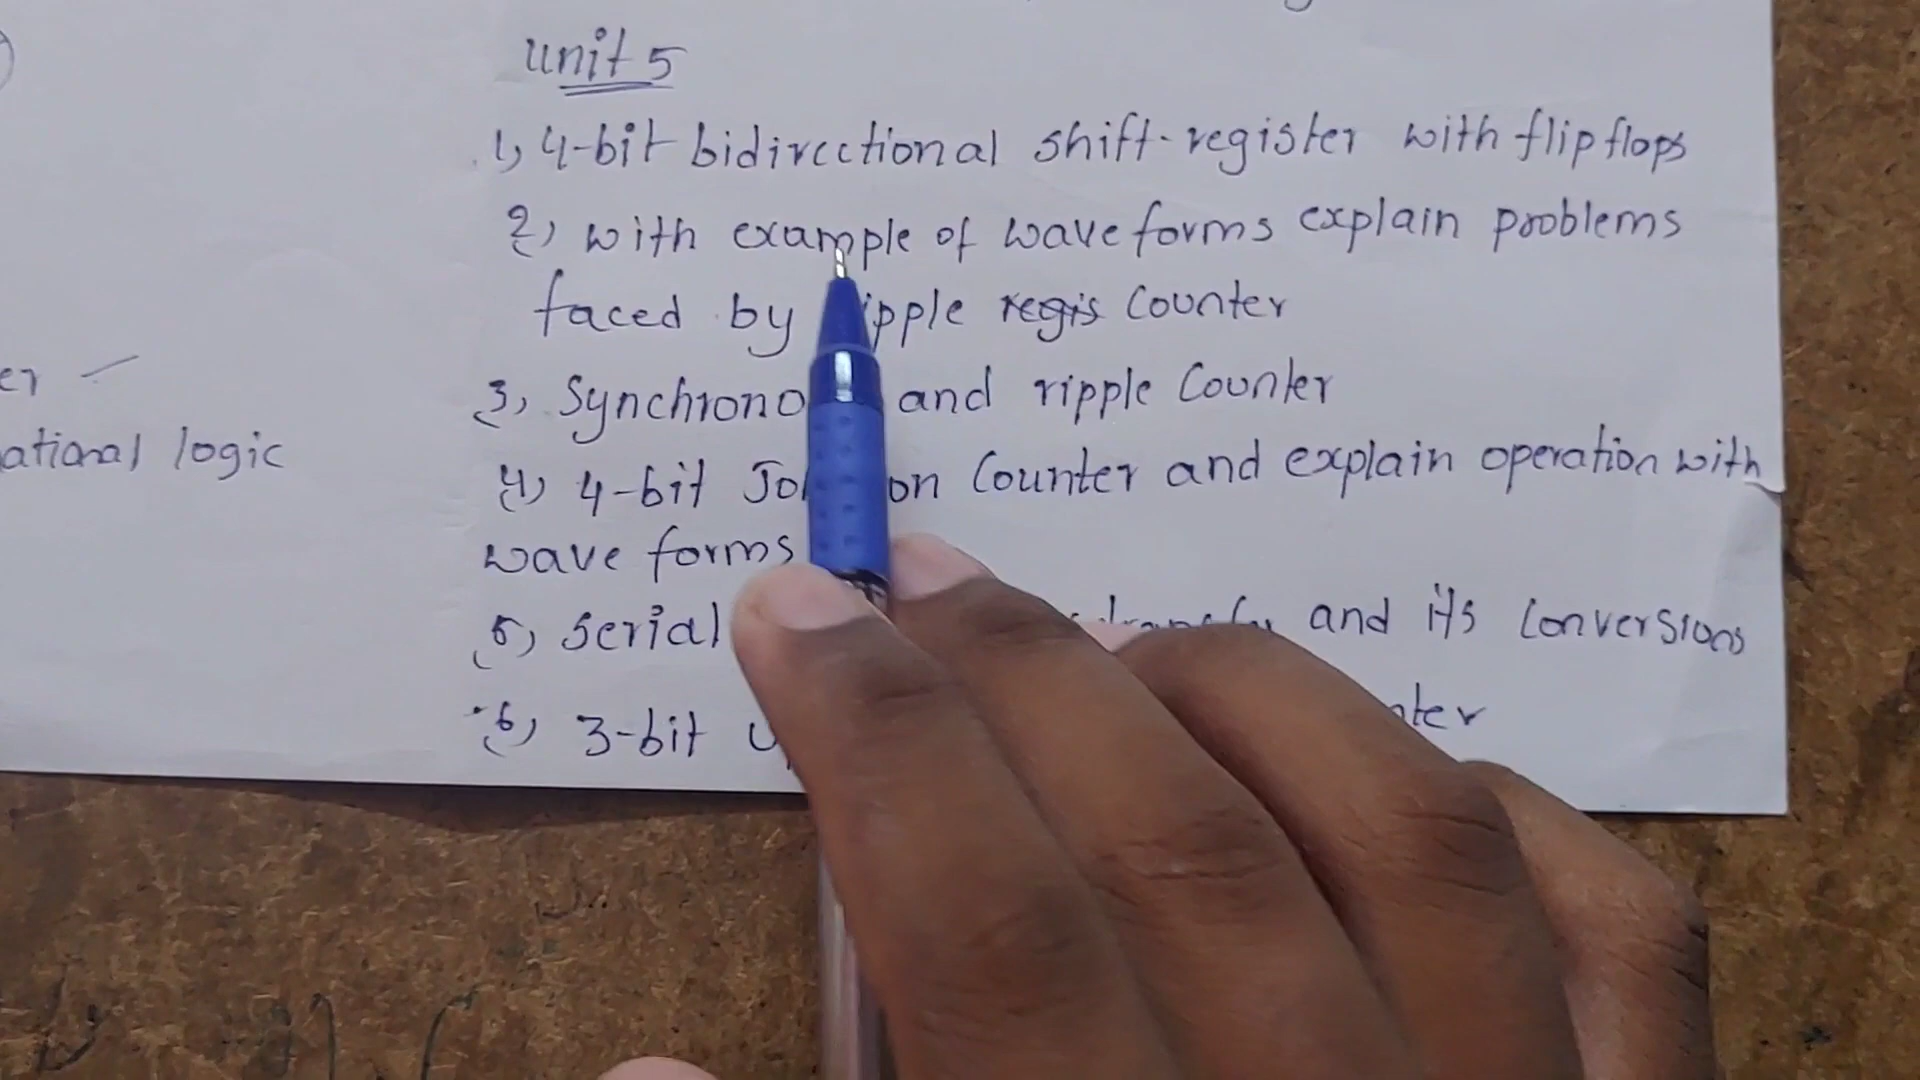 er
ational logic
Unit 5
1) 4-bit bidirectional shift-register with flip flops
2) with example of wave forms explain problems
faced by ipple regis Counter
3) Synchrono and ripple Counter
4) 4-bit Jo on Counter and explain operation with
wave forms
5) serial and its Conversions
6) 3-bit nter